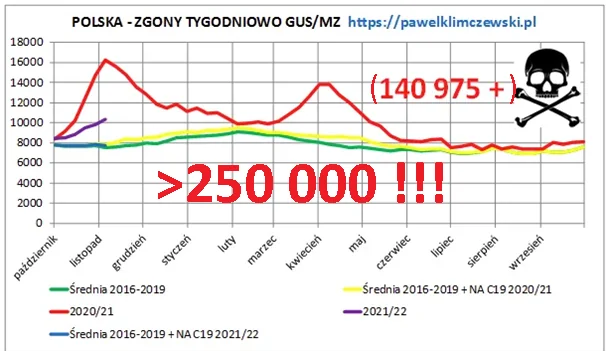 POLSKA - ZGONY TYGODNIOWO GUS/MZ https://pawelklimczewski.pl
18000
16000
14000
12000
10000
8000
6000
4000
2000
0
(140 975 +)
>250 000 !!!
październik
listopad
grudzień
styczeń
luty
marzec
kwiecień
maj
czerwiec
lipiec
sierpień
wrzesień
Średnia 2016-2019
Średnia 2016-2019 + NA C19 2020/21
2020/21
2021/22
Średnia 2016-2019 + NA C19 2021/22